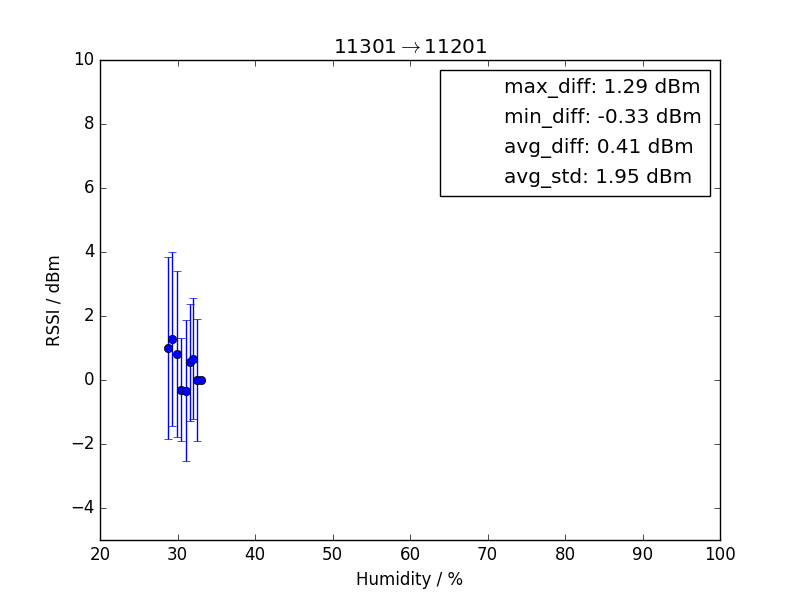 11301→11201
10
8
6
4
2
0
−2
−4
RSSI / dBm
max_diff: 1.29 dBm
min_diff: -0.33 dBm
avg_diff: 0.41 dBm
avg_std: 1.95 dBm
20 30 40 50 60 70 80 90 100
Humidity / %